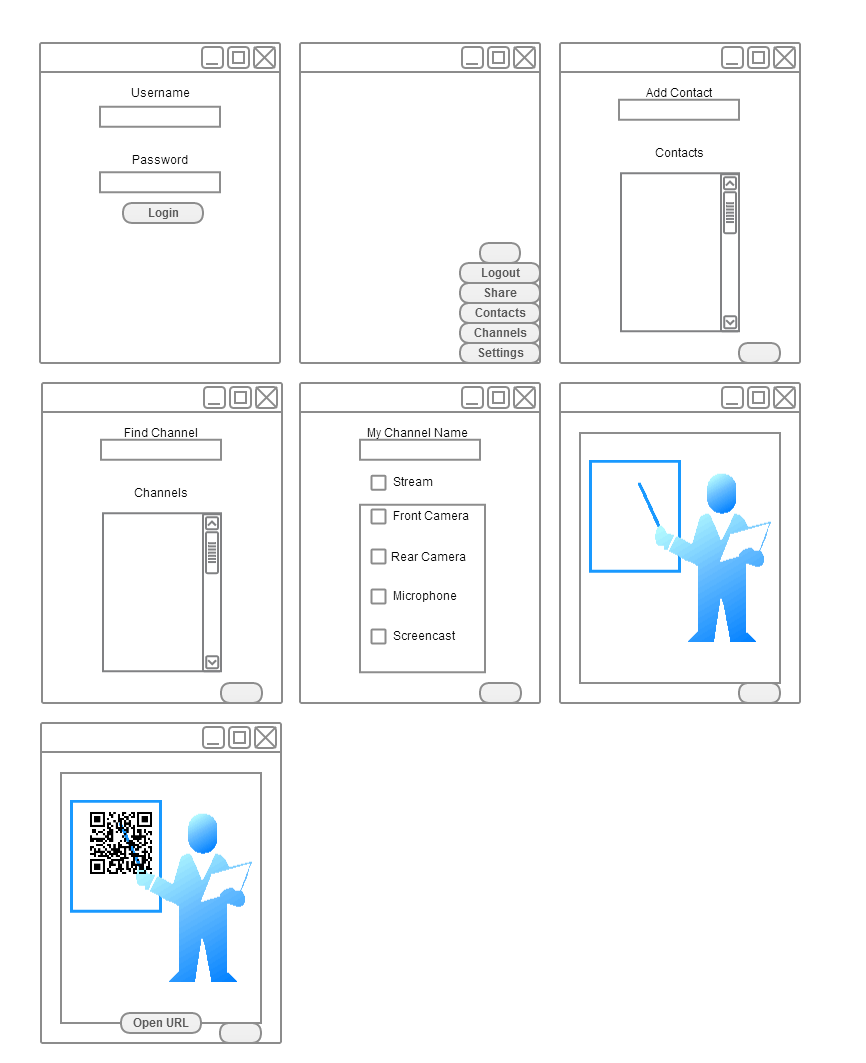 Username
Password
Login
Logout
Share
Contacts
Channels
Settings
Add Contact
Contacts
Find Channel
Channels
My Channel Name
Stream
Front Camera
Rear Camera
Microphone
Screencast
Open URL